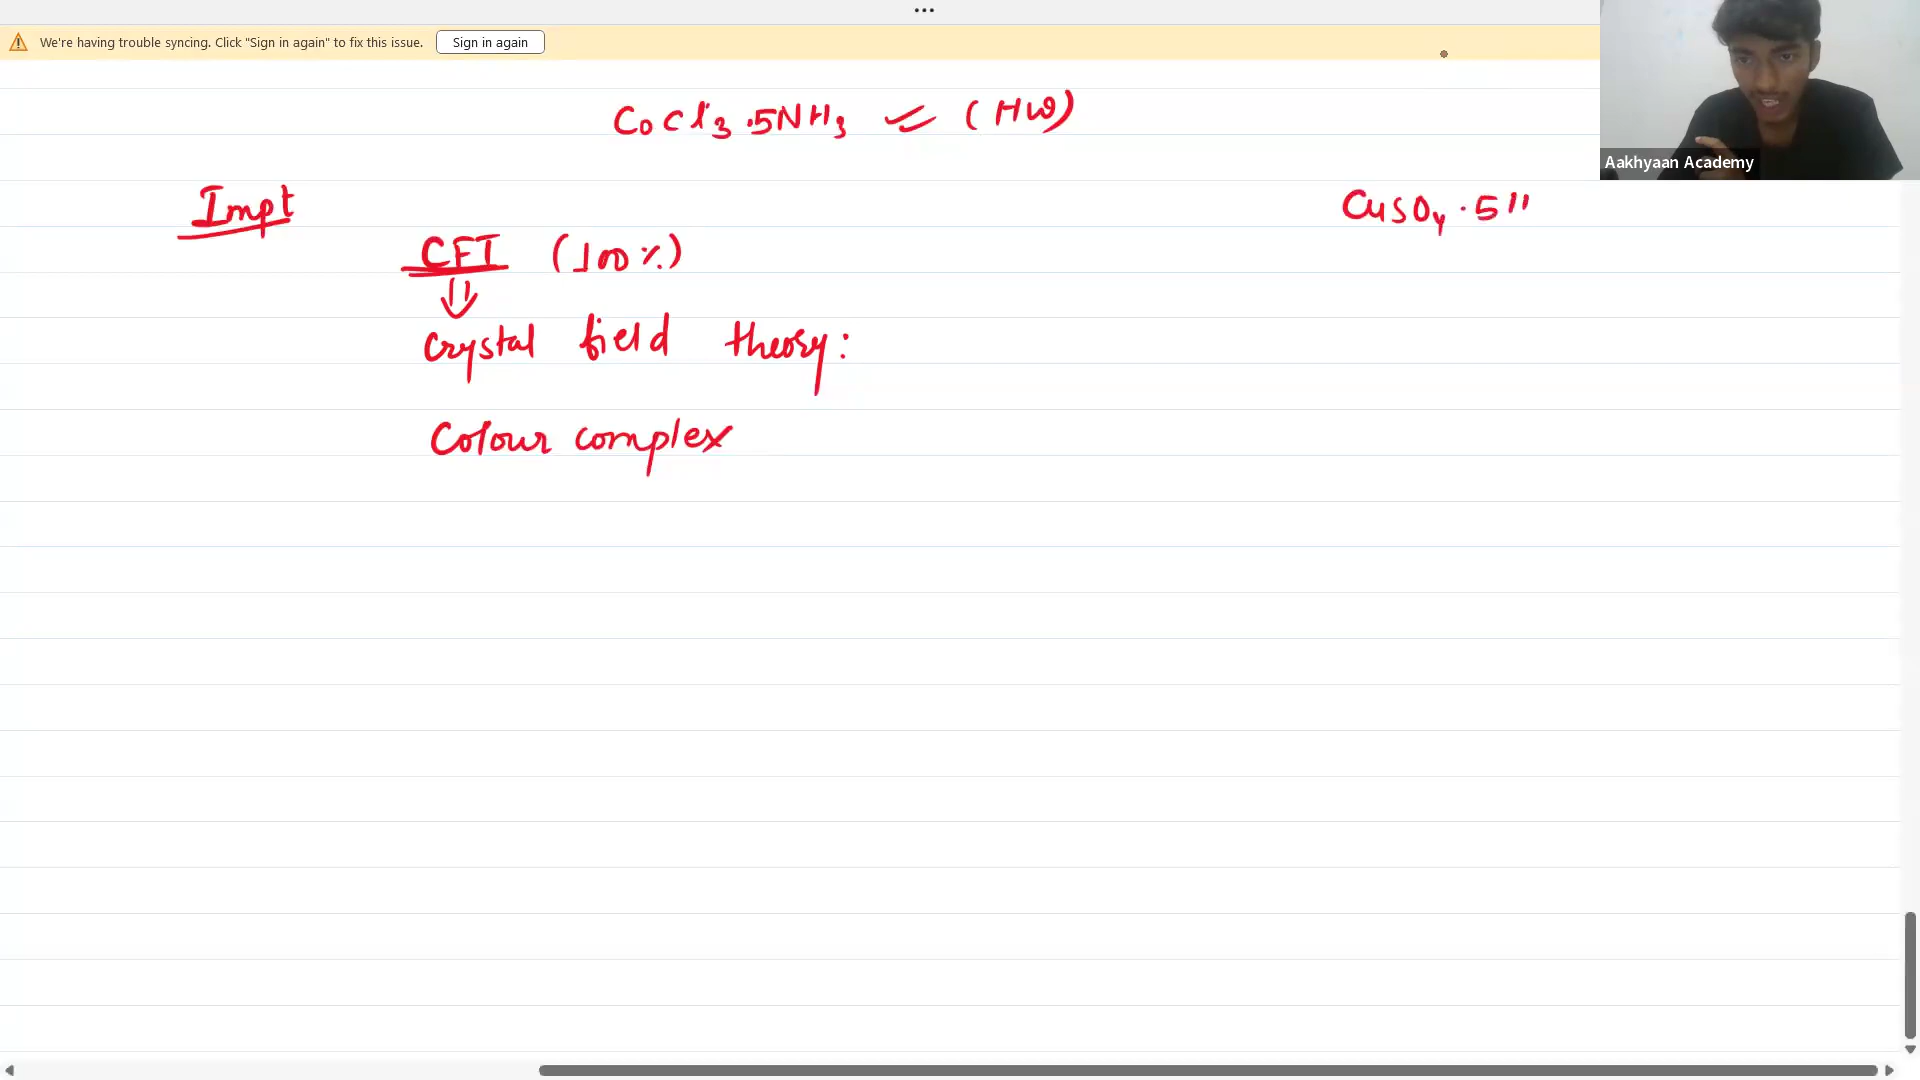 ...
We're having trouble syncing. Click "Sign in again" to fix this issue. Sign in again
CoCl3.5NH3 (HW)
Aakhyaan Academy
Impt
CuSO4.5
CFT (100%)
Crystal field theory:
Colour complex